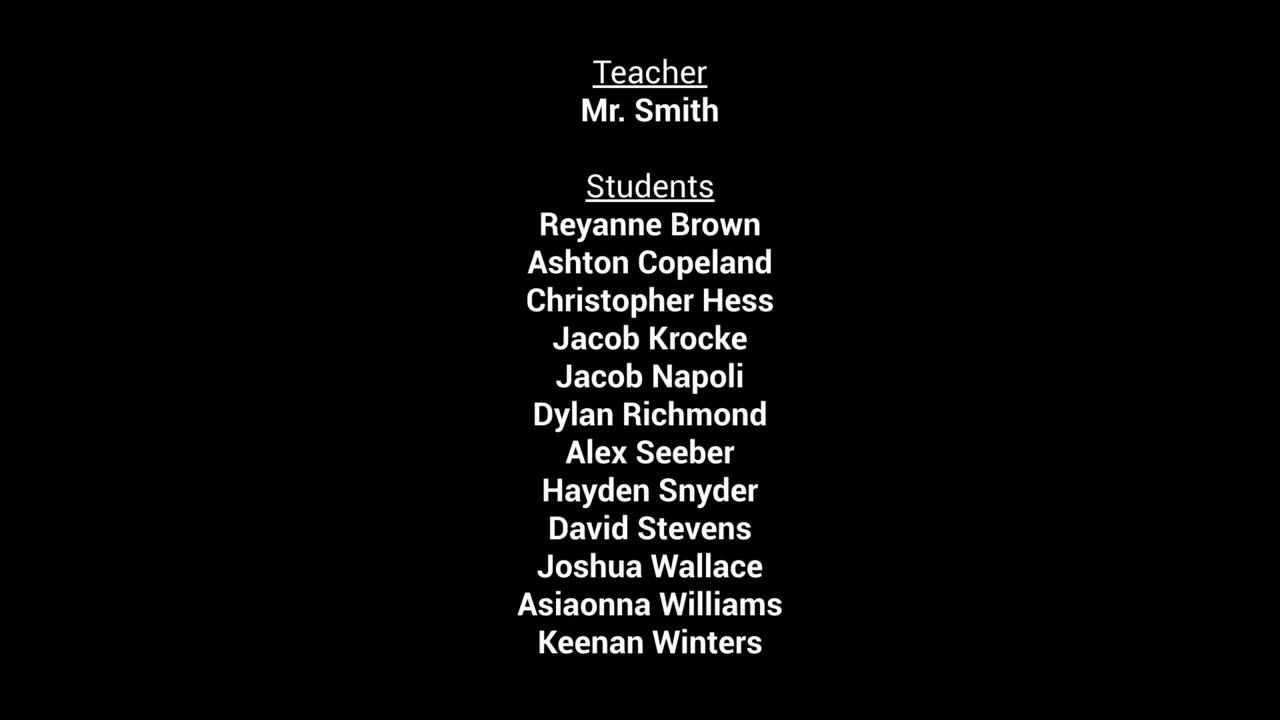 Teacher
Mr. Smith
Students
Reyanne Brown
Ashton Copeland
Christopher Hess
Jacob Krocke
Jacob Napoli
Dylan Richmond
Alex Seeber
Hayden Snyder
David Stevens
Joshua Wallace
Asiaonna Williams
Keenan Winters